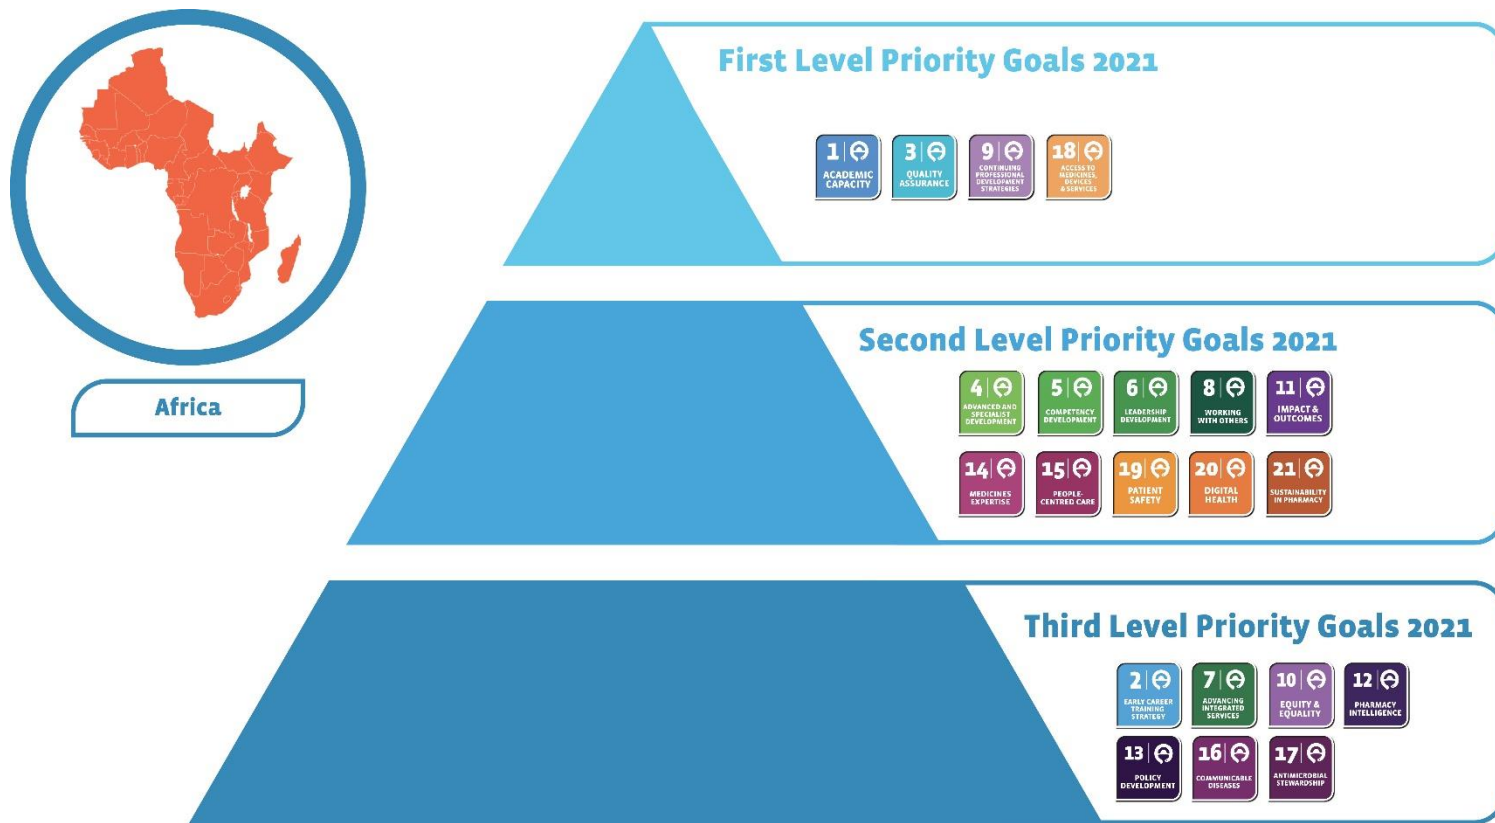 Africa
First Level Priority Goals 2021
1
ACADEMIC
CAPACITY
3
QUALITY
ASSURANCE
9
CONTINUING
PROFESSIONAL
DEVELOPMENT
STRATEGIES
18
ACCESS TO
MEDICINES,
DEVICES
& SERVICES
Second Level Priority Goals 2021
4
ADVANCED AND
SPECIALIST
DEVELOPMENT
5
COMPETENCY
DEVELOPMENT
6
LEADERSHIP
DEVELOPMENT
8
WORKING
WITH OTHERS
11
IMPACT &
OUTCOMES
14
MEDICINES
EXPERTISE
15
PEOPLE-
CENTRED CARE
19
PATIENT
SAFETY
20
DIGITAL
HEALTH
21
SUSTAINABILITY
IN PHARMACY
Third Level Priority Goals 2021
2
EARLY CAREER
TRAINING
STRATEGY
7
ADVANCING
INTEGRATED
SERVICES
10
EQUITY &
EQUALITY
12
PHARMACY
INTELLIGENCE
13
POLICY
DEVELOPMENT
16
COMMUNICABLE
DISEASES
17
ANTIMICROBIAL
STEWARDSHIP